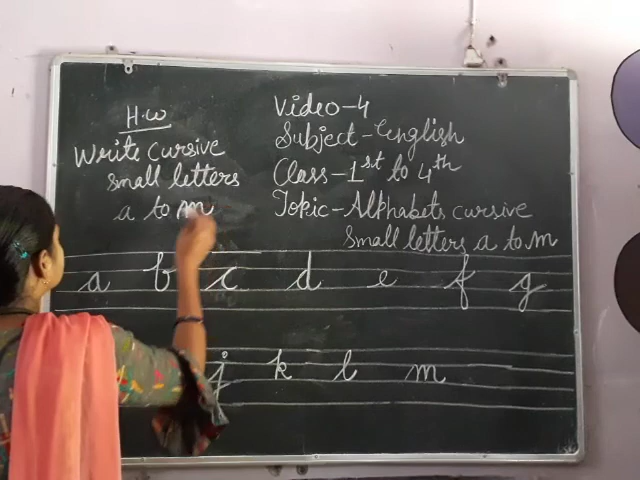 H.W
Write cursive
small letters
a to m
Video-4
Subject-English
Class-1st to 4th
Topic-Alphabets cursive
small letters a to m
a b c d e f g
j k l m